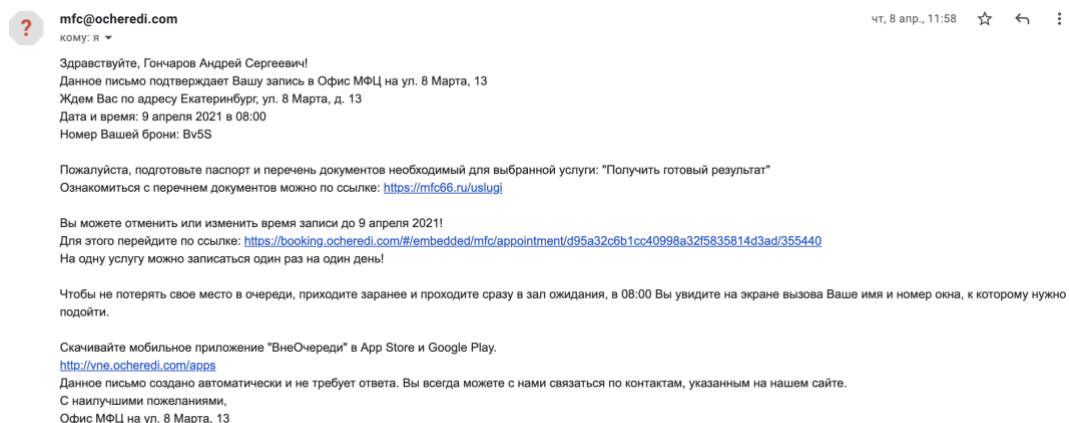 mfc@ocheredi.com
чт, 8 апр., 11:58
кому: я
Здравствуйте, Гончаров Андрей Сергеевич!
Данное письмо подтверждает Вашу запись в Офис МФЦ на ул. 8 Марта, 13
Ждем Вас по адресу Екатеринбург, ул. 8 Марта, д. 13
Дата и время: 9 апреля 2021 в 08:00
Номер Вашей брони: Bv5S
Пожалуйста, подготовьте паспорт и перечень документов необходимый для выбранной услуги: "Получить готовый результат"
Ознакомиться с перечнем документов можно по ссылке: https://mfc66.ru/uslugi
Вы можете отменить или изменить время записи до 9 апреля 2021!
Для этого перейдите по ссылке: https://booking.ocheredi.com/#/embedded/mfc/appointment/d95a32c6b1cc40998a32f5835814d3ad/355440
На одну услугу можно записаться один раз на один день!
Чтобы не потерять свое место в очереди, приходите заранее и проходите сразу в зал ожидания, в 08:00 Вы увидите на экране вызова Ваше имя и номер окна, к которому нужно
подойти.
Скачивайте мобильное приложение "ВнеОчереди" в App Store и Google Play.
http://vne.ocheredi.com/apps
Данное письмо создано автоматически и не требует ответа. Вы всегда можете с нами связаться по контактам, указанным на нашем сайте.
С наилучшими пожеланиями,
Офис МФЦ на ул. 8 Марта, 13